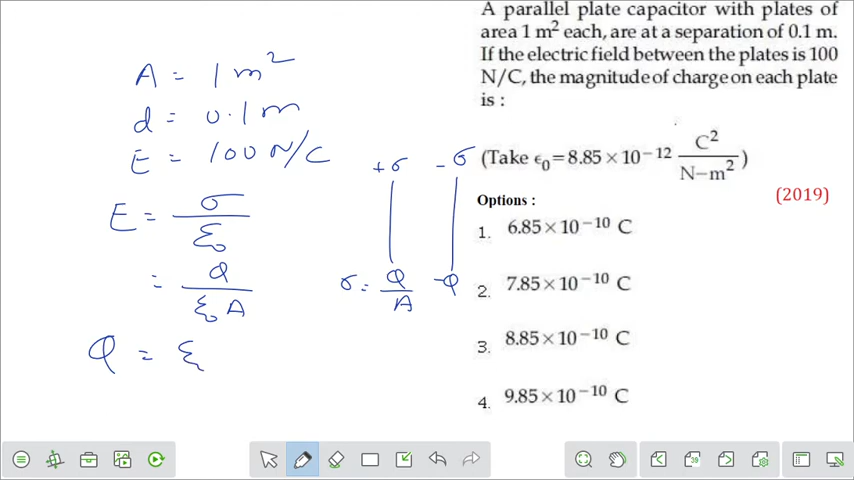 A = 1 m²
d = 0.1 m
E = 100 N/C
E = σ/ε₀
= Q/ε₀A
Q = ε
+σ -σ
σ = Q/A -Q
A parallel plate capacitor with plates of
area 1 m² each, are at a separation of 0.1 m.
If the electric field between the plates is 100
N/C, the magnitude of charge on each plate
is :
(Take ϵ₀=8.85×10⁻¹² C²/N−m²)
(2019)
Options :
1. 6.85×10⁻¹⁰ C
2. 7.85×10⁻¹⁰ C
3. 8.85×10⁻¹⁰ C
4. 9.85×10⁻¹⁰ C
39